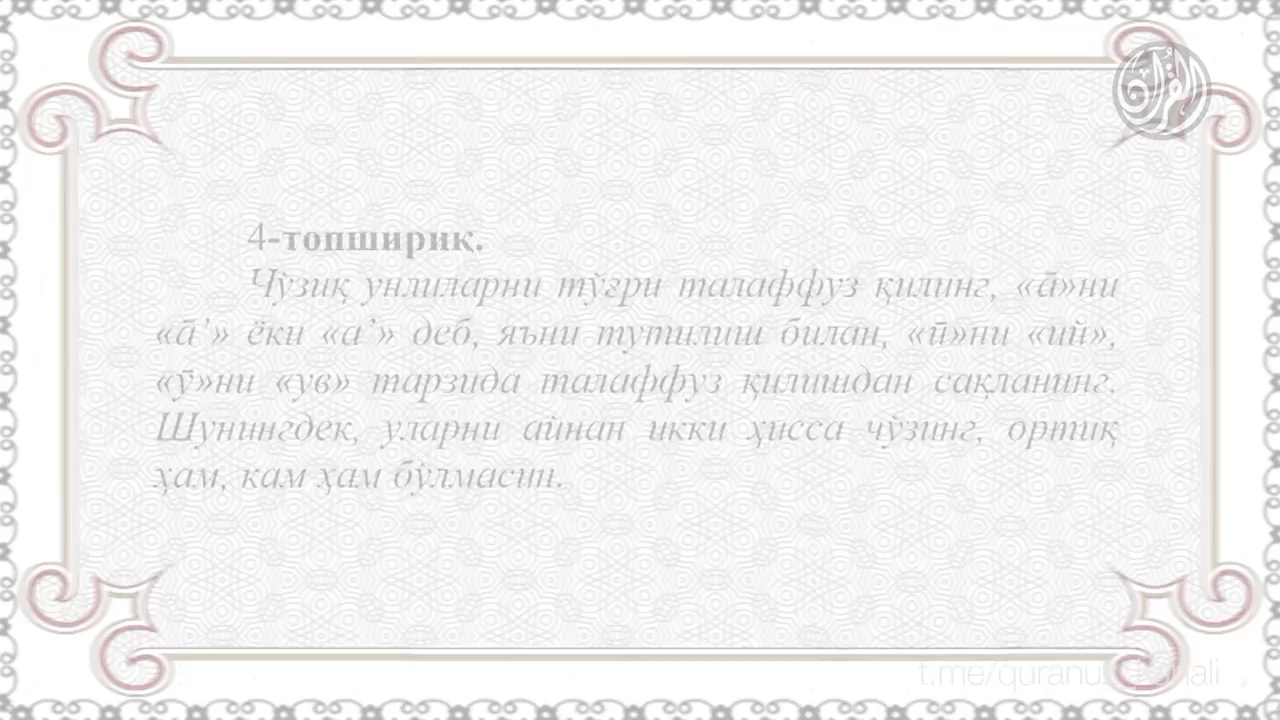 4-топшириқ.
Чўзиқ унлиларни тўғри талаффуз қилинг, «ā»ни
«ā’» ёки «а’» деб, яъни тутилиш билан, «ӣ»ни «ий»,
«ӯ»ни «ув» тарзида талаффуз қилишдан сақланинг.
Шунингдек, уларни айнан икки ҳисса чўзинг, ортиқ
ҳам, кам ҳам бўлмасин.
القرآن